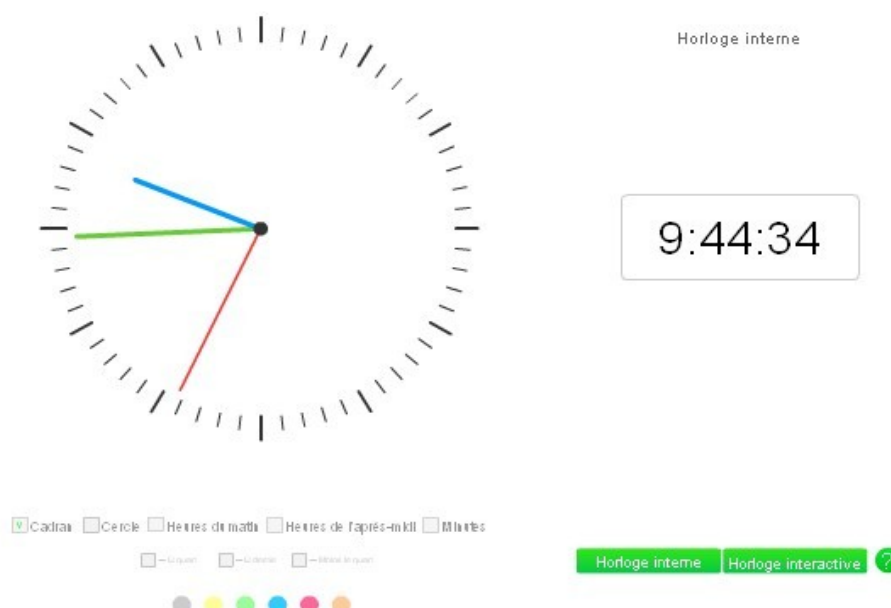 Horloge interne
9:44:34
Cadran Cercle Heures du matin Heures de l'après-midi Minutes
Horloge interne Horloge interactive ?